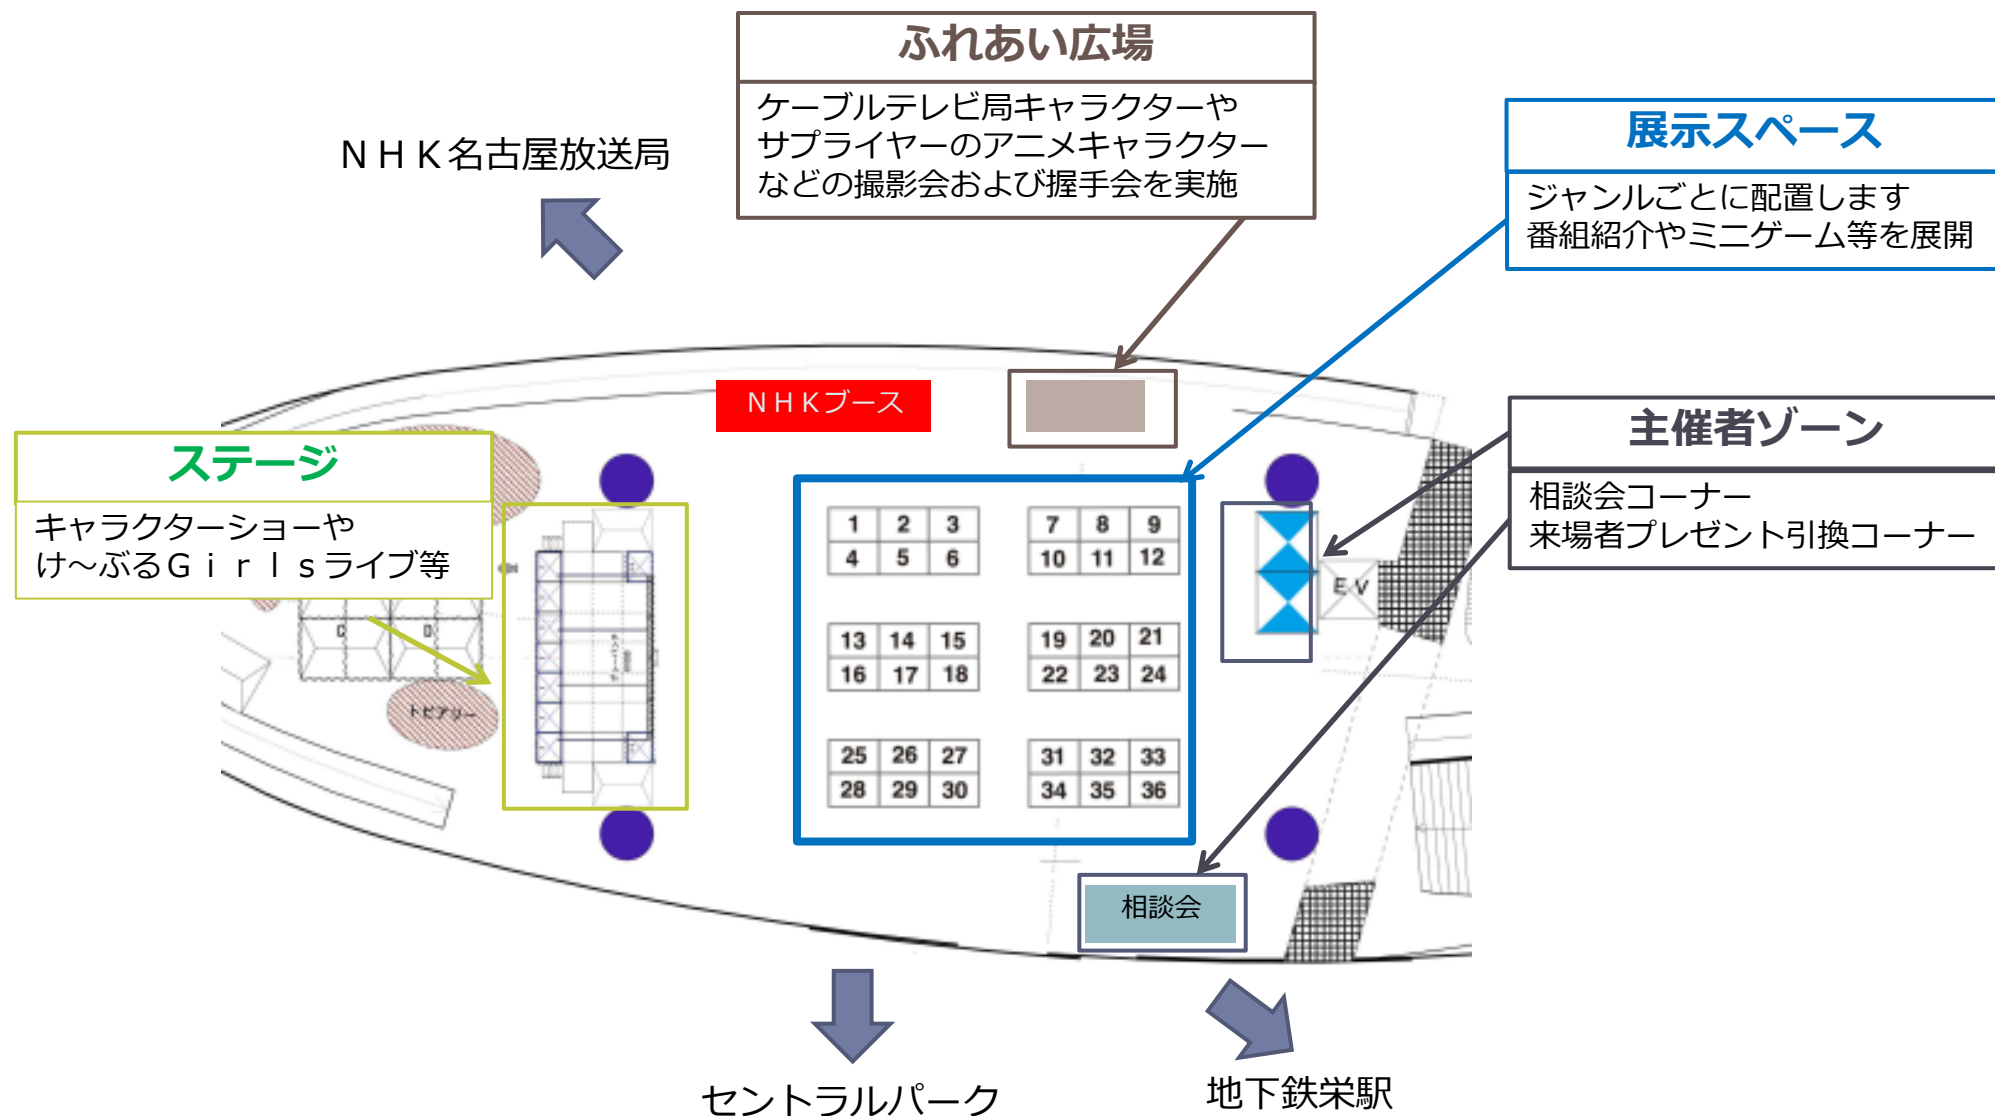 ふれあい広場
ケーブルテレビ局キャラクターや
サプライヤーのアニメキャラクター
などの撮影会および握手会を実施
ＮＨＫ名古屋放送局
展示スペース
ジャンルごとに配置します
番組紹介やミニゲーム等を展開
ＮＨＫブース
主催者ゾーン
相談会コーナー
来場者プレゼント引換コーナー
ステージ
キャラクターショーや
け～ぶるＧｉｒｌｓライブ等
1 2 3
4 5 6
7 8 9
10 11 12
E V
C D
トピアリー
13 14 15
16 17 18
19 20 21
22 23 24
25 26 27
28 29 30
31 32 33
34 35 36
相談会
セントラルパーク
地下鉄栄駅